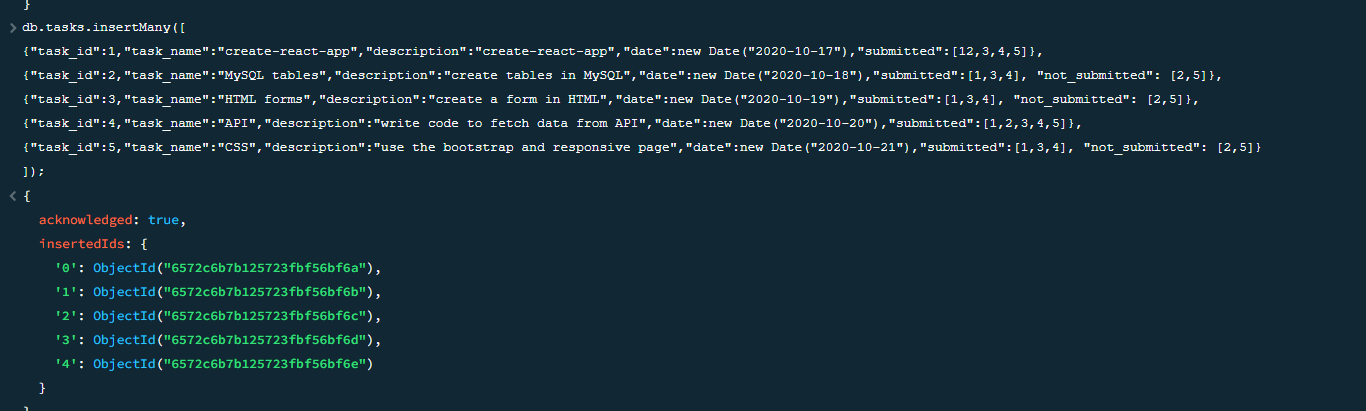 }
db.tasks.insertMany([
{"task_id":1,"task_name":"create-react-app","description":"create-react-app","date":new Date("2020-10-17"),"submitted":[12,3,4,5]},
{"task_id":2,"task_name":"MySQL tables","description":"create tables in MySQL","date":new Date("2020-10-18"),"submitted":[1,3,4], "not_submitted": [2,5]},
{"task_id":3,"task_name":"HTML forms","description":"create a form in HTML","date":new Date("2020-10-19"),"submitted":[1,3,4], "not_submitted": [2,5]},
{"task_id":4,"task_name":"API","description":"write code to fetch data from API","date":new Date("2020-10-20"),"submitted":[1,2,3,4,5]},
{"task_id":5,"task_name":"CSS","description":"use the bootstrap and responsive page","date":new Date("2020-10-21"),"submitted":[1,3,4], "not_submitted": [2,5]}
]);
{
acknowledged: true,
insertedIds: {
'0': ObjectId("6572c6b7b125723fbf56bf6a"),
'1': ObjectId("6572c6b7b125723fbf56bf6b"),
'2': ObjectId("6572c6b7b125723fbf56bf6c"),
'3': ObjectId("6572c6b7b125723fbf56bf6d"),
'4': ObjectId("6572c6b7b125723fbf56bf6e")
}
}